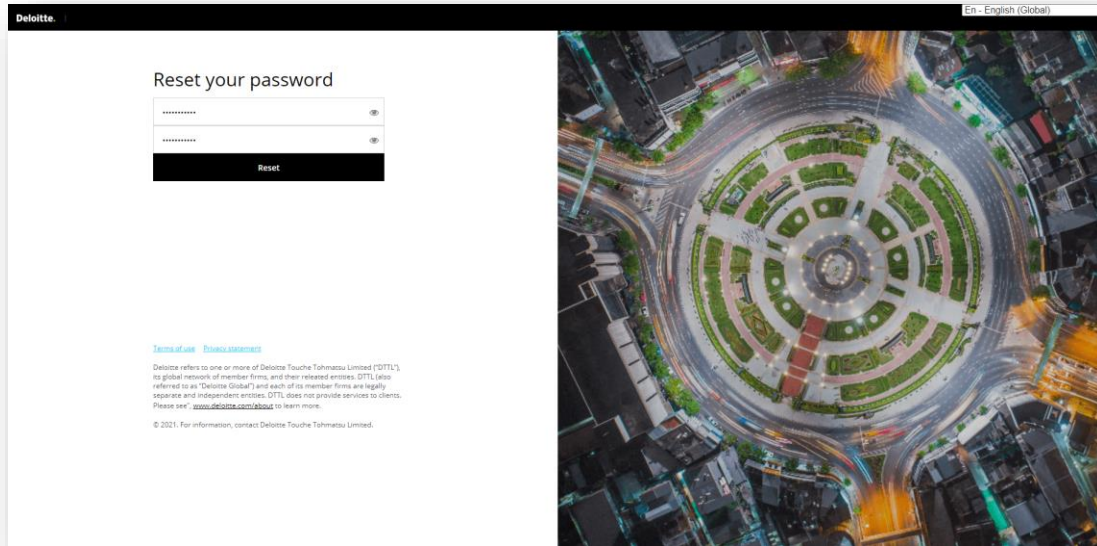 Deloitte.
En - English (Global)
Reset your password
Reset
Terms of use Privacy statement
Deloitte refers to one or more of Deloitte Touche Tohmatsu Limited ("DTTL"),
its global network of member firms, and their releated entities. DTTL (also
referred to as "Deloitte Global") and each of its member firms are legally
separate and independent entities. DTTL does not provide services to clients.
Please see". www.deloitte.com/about to learn more.
© 2021. For information, contact Deloitte Touche Tohmatsu Limited.